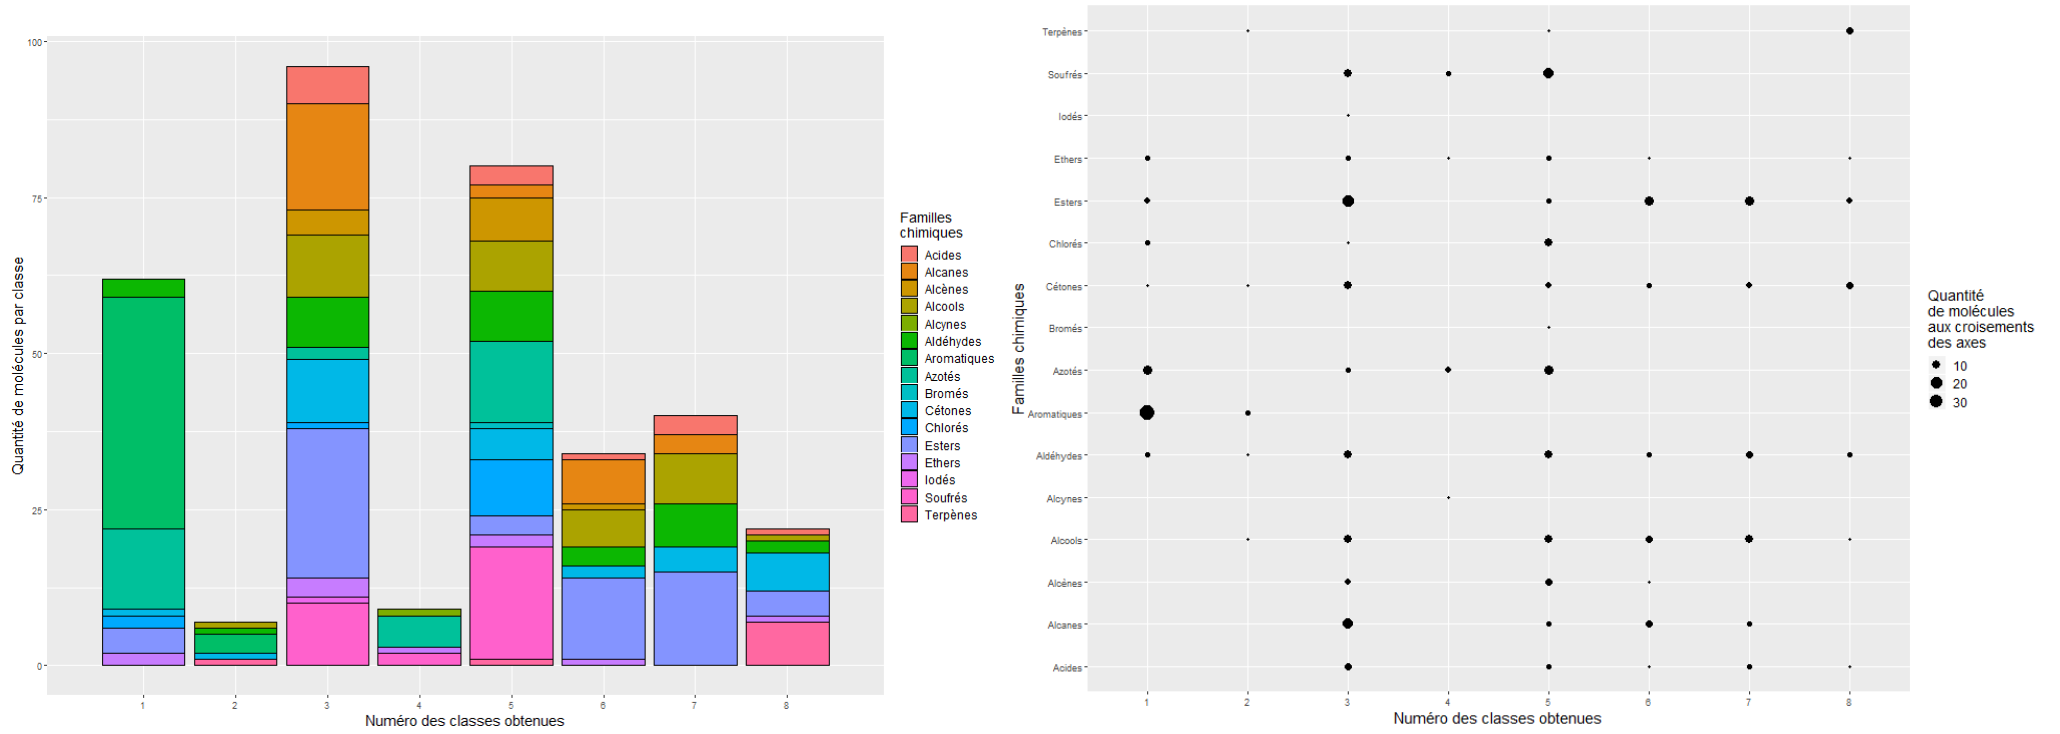 100
75
50
25
0
Quantité de molécules par classe
1 2 3 4 5 6 7 8
Numéro des classes obtenues
Familles
chimiques
Acides
Alcanes
Alcènes
Alcools
Alcynes
Aldéhydes
Aromatiques
Azotés
Bromés
Cétones
Chlorés
Esters
Ethers
Iodés
Soufrés
Terpènes
Terpènes
Soufrés
Iodés
Ethers
Esters
Chlorés
Cétones
Bromés
Azotés
Aromatiques
Aldéhydes
Alcynes
Alcools
Alcènes
Alcanes
Acides
Familles chimiques
1 2 3 4 5 6 7 8
Numéro des classes obtenues
Quantité
de molécules
aux croisements
des axes
10
20
30